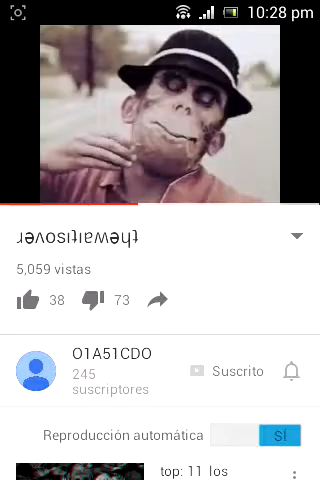 10:28 pm
ɹǝʌosıʇıɐʍǝɥʇ
5,059 vistas
38 73
O1A51CDO
245
suscriptores
Suscrito
Reproducción automática SÍ
top: 11 los